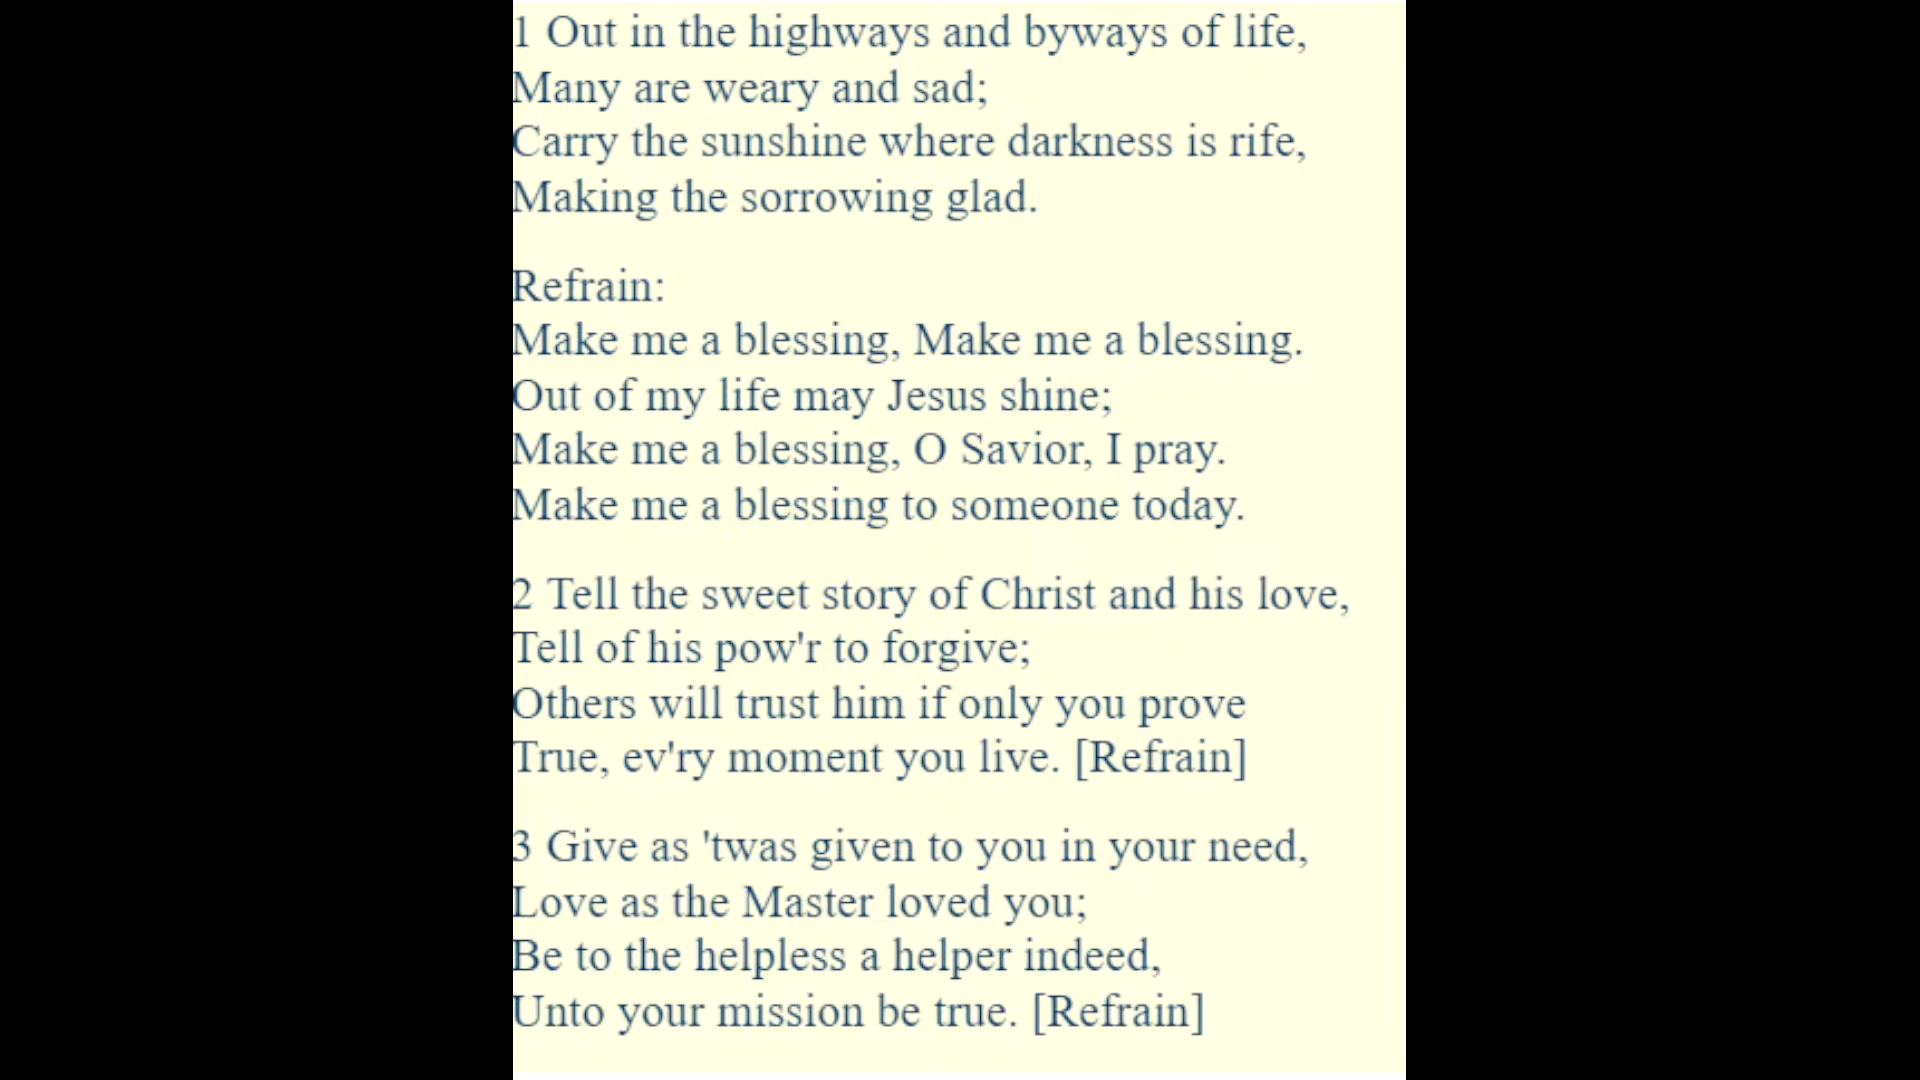 1 Out in the highways and byways of life,
Many are weary and sad;
Carry the sunshine where darkness is rife,
Making the sorrowing glad.
Refrain:
Make me a blessing, Make me a blessing.
Out of my life may Jesus shine;
Make me a blessing, O Savior, I pray.
Make me a blessing to someone today.
2 Tell the sweet story of Christ and his love,
Tell of his pow'r to forgive;
Others will trust him if only you prove
True, ev'ry moment you live. [Refrain]
3 Give as 'twas given to you in your need,
Love as the Master loved you;
Be to the helpless a helper indeed,
Unto your mission be true. [Refrain]